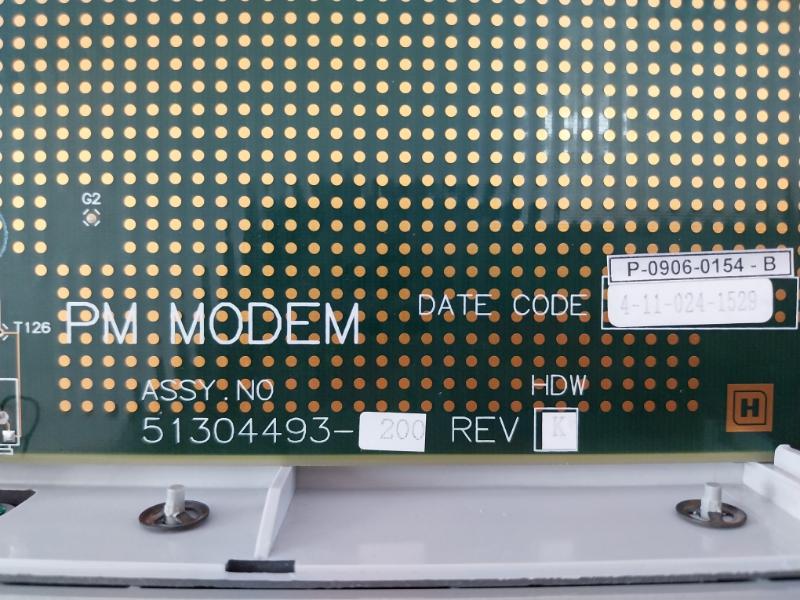 G2
P-0906-0154 - B
DATE CODE 4-11-024-1529
T126
PM MODEM
ASSY.NO HDW
51304493-200 REV K
H